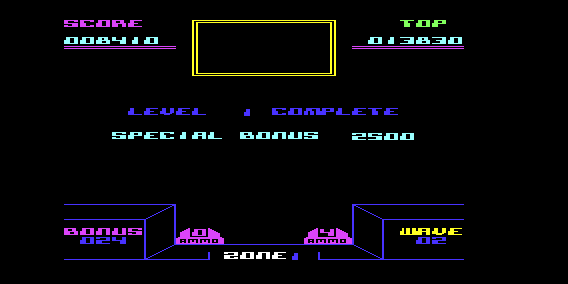 SCORE TOP
008410 013830
LEVEL 1 COMPLETE
SPECIAL BONUS 2500
0 4
BONUS AMMO AMMO WAVE
024 02
ZONE 1